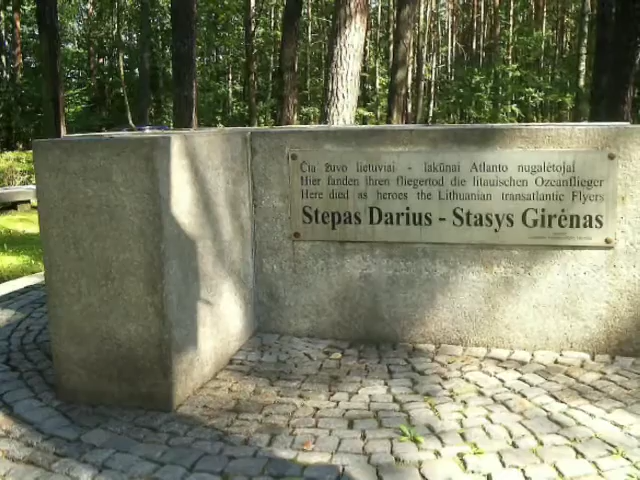 Čia žuvo lietuviai - lakūnai Atlanto nugalėtojai
Hier fanden ihren fliegertod die litauischen Ozeanflieger
Here died as heroes the Lithuanian transatlantic Flyers
Stepas Darius - Stasys Girėnas